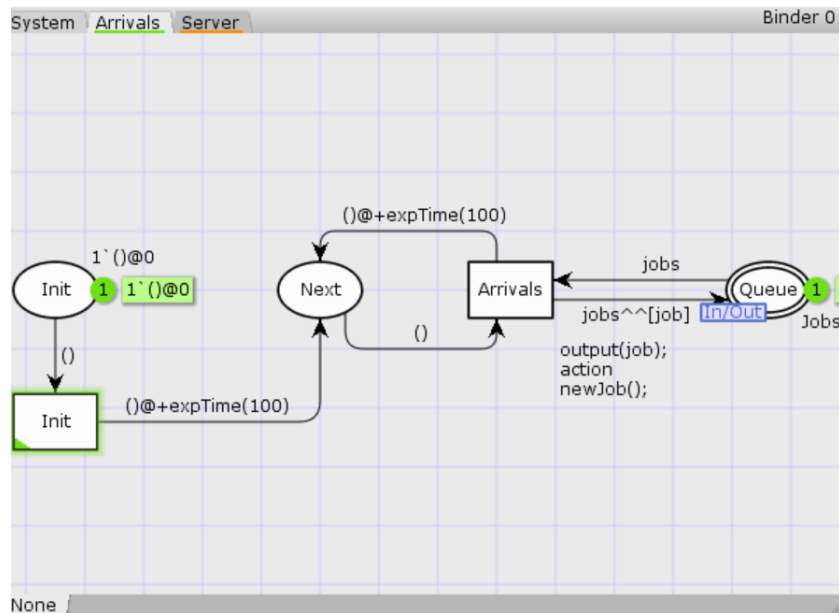 System Arrivals Server Binder 0
()@+expTime(100)
1`()@0
jobs
Init 1 1`()@0 Next Arrivals Queue 1
jobs^^[job] In/Out
Jobs
()
()
output(job);
action
newJob();
()@+expTime(100)
Init
None